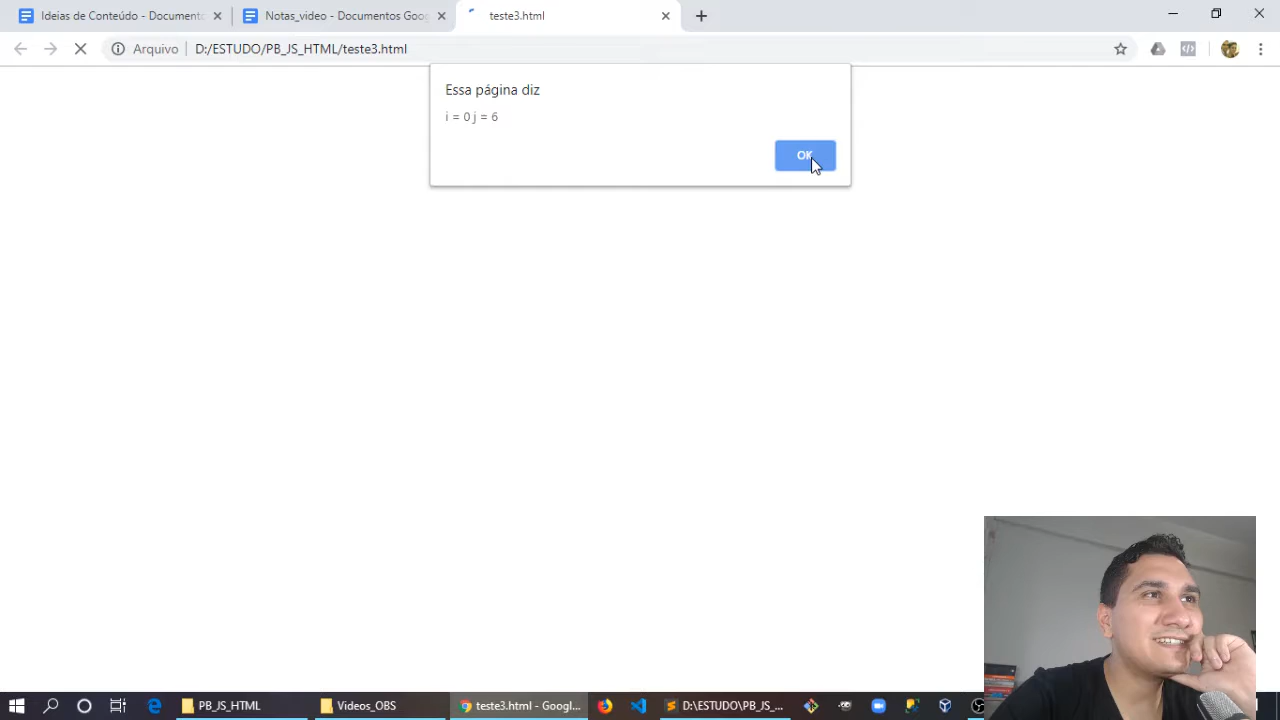 Ideias de Conteúdo - Documento
Notas_video - Documentos Goo
teste3.html
Arquivo
D:/ESTUDO/PB_JS_HTML/teste3.html
Essa página diz
i = 0 j = 6
OK
PB_JS_HTML
Videos_OBS
teste3.html - Googl...
D:\ESTUDO\PB_JS_...